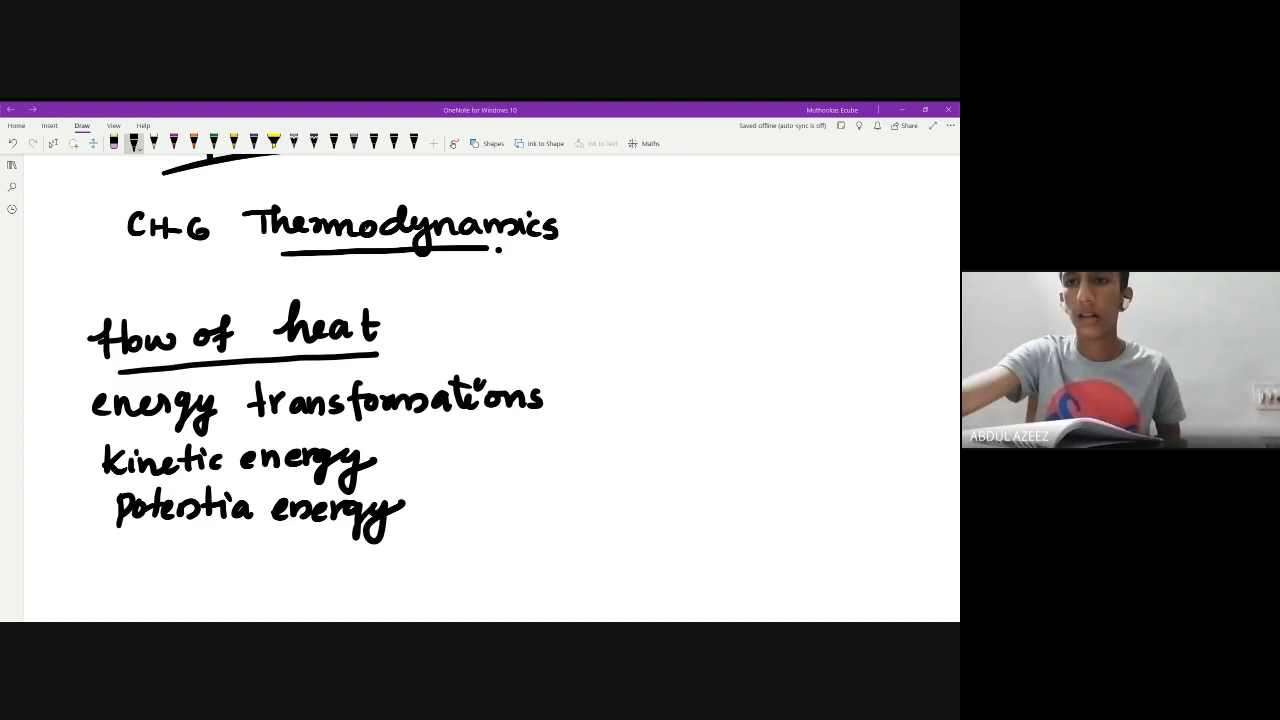 OneNote for Windows 10
Muthookas Ecube
Home Insert Draw View Help
Saved offline (auto-sync is off)
Share
Shapes
Ink to Shape
Ink to Text
Maths
CH-6 Thermodynamics
flow of heat
energy transformations
kinetic energy
potentia energy
ABDUL AZEEZ